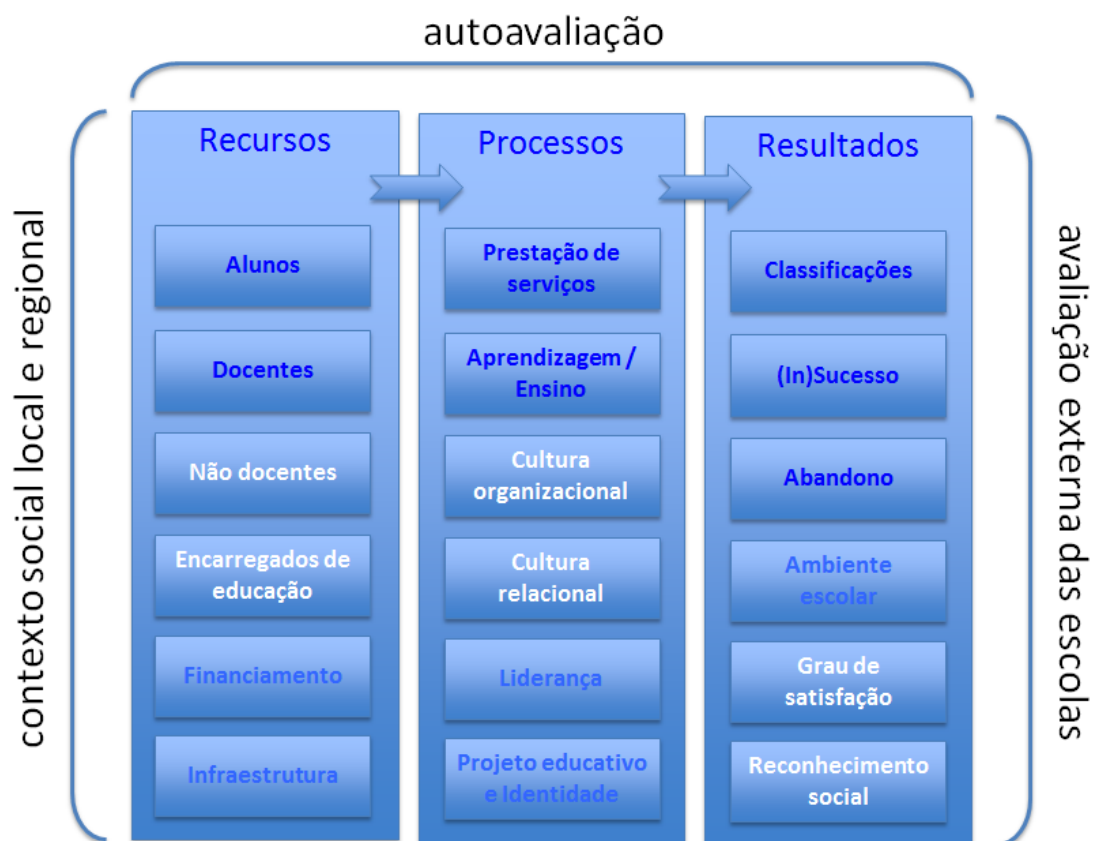 autoavaliação
contexto social local e regional
Recursos
Alunos
Docentes
Não docentes
Encarregados de
educação
Financiamento
Infraestrutura
Processos
Prestação de
serviços
Aprendizagem /
Ensino
Cultura
organizacional
Cultura
relacional
Liderança
Projeto educativo
e Identidade
Resultados
Classificações
(In)Sucesso
Abandono
Ambiente
escolar
Grau de
satisfação
Reconhecimento
social
avaliação externa das escolas